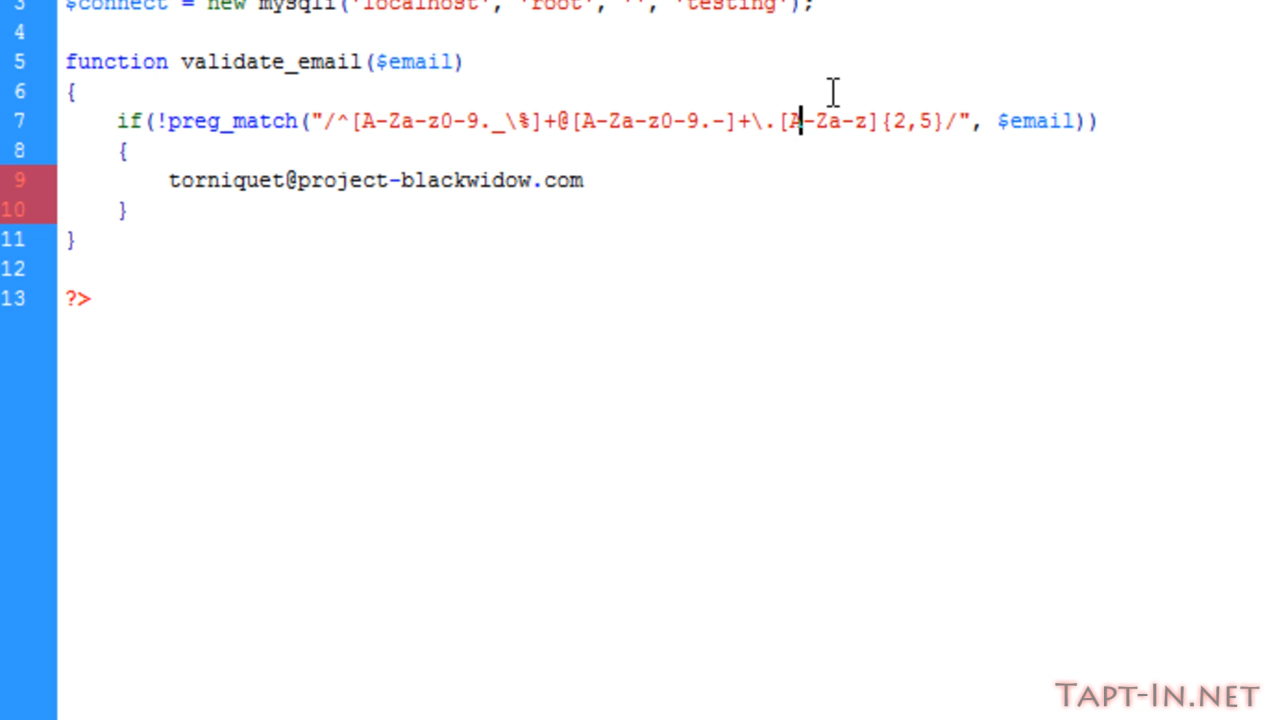 3 $connect = new mysqli('localhost', 'root', '', 'testing');
4
5 function validate_email($email)
6 {
7 if(!preg_match("/^[A-Za-z0-9._\%]+@[A-Za-z0-9.-]+\.[A-Za-z]{2,5}/", $email))
8 {
9 torniquet@project-blackwidow.com
10 }
11 }
12
13 ?>
TAPT-IN.NET